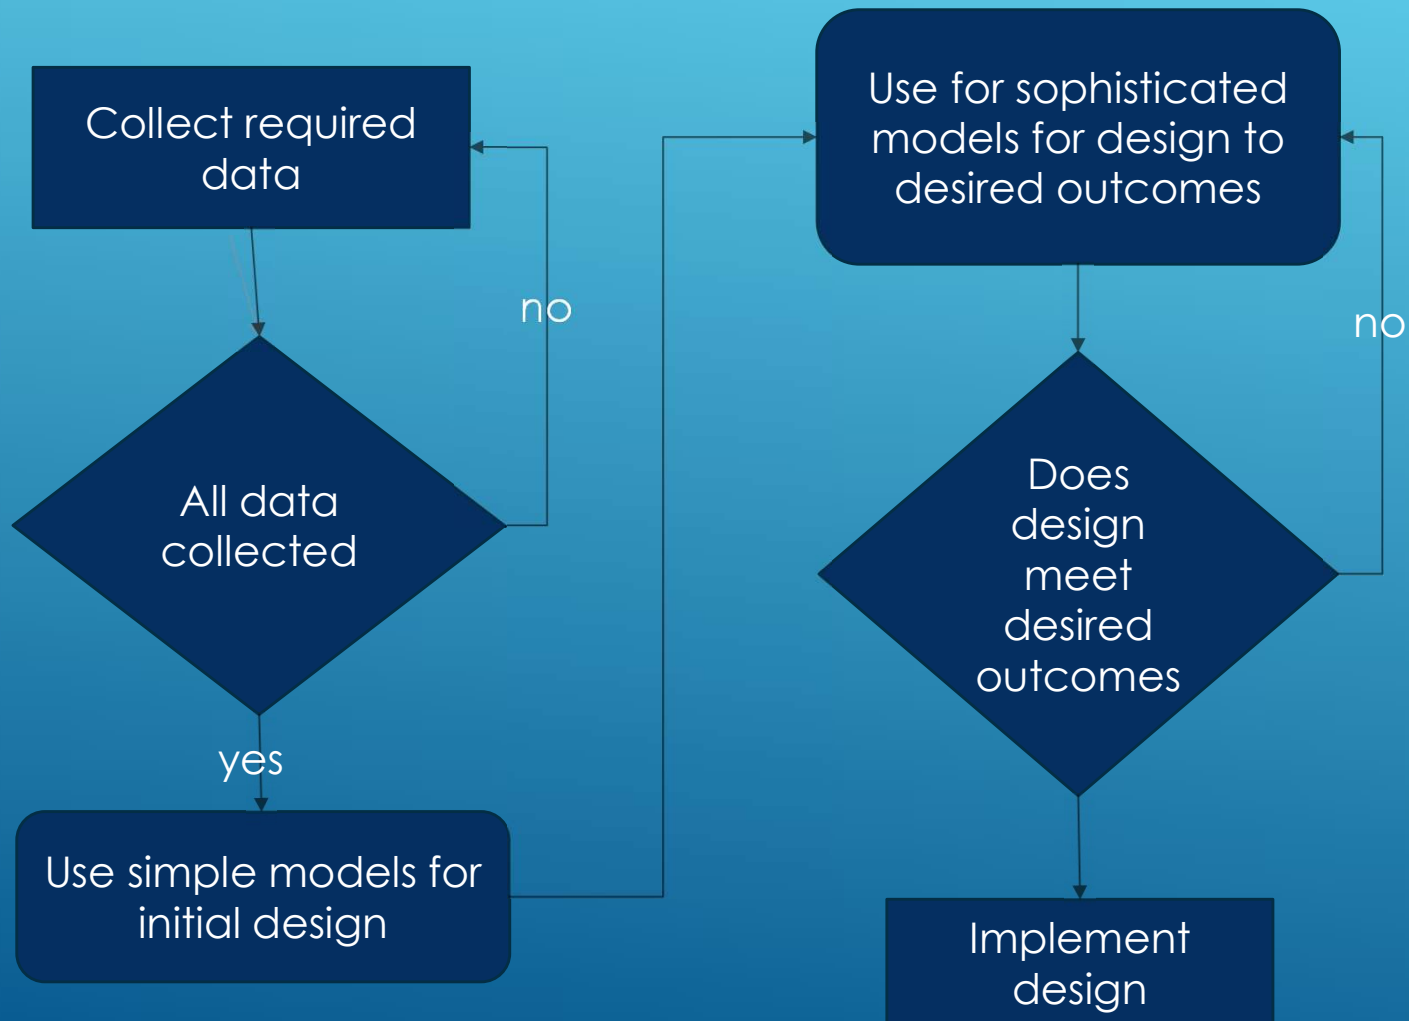 Collect required
data
no
All data
collected
yes
Use simple models for
initial design
Use for sophisticated
models for design to
desired outcomes
no
Does
design
meet
desired
outcomes
Implement
design